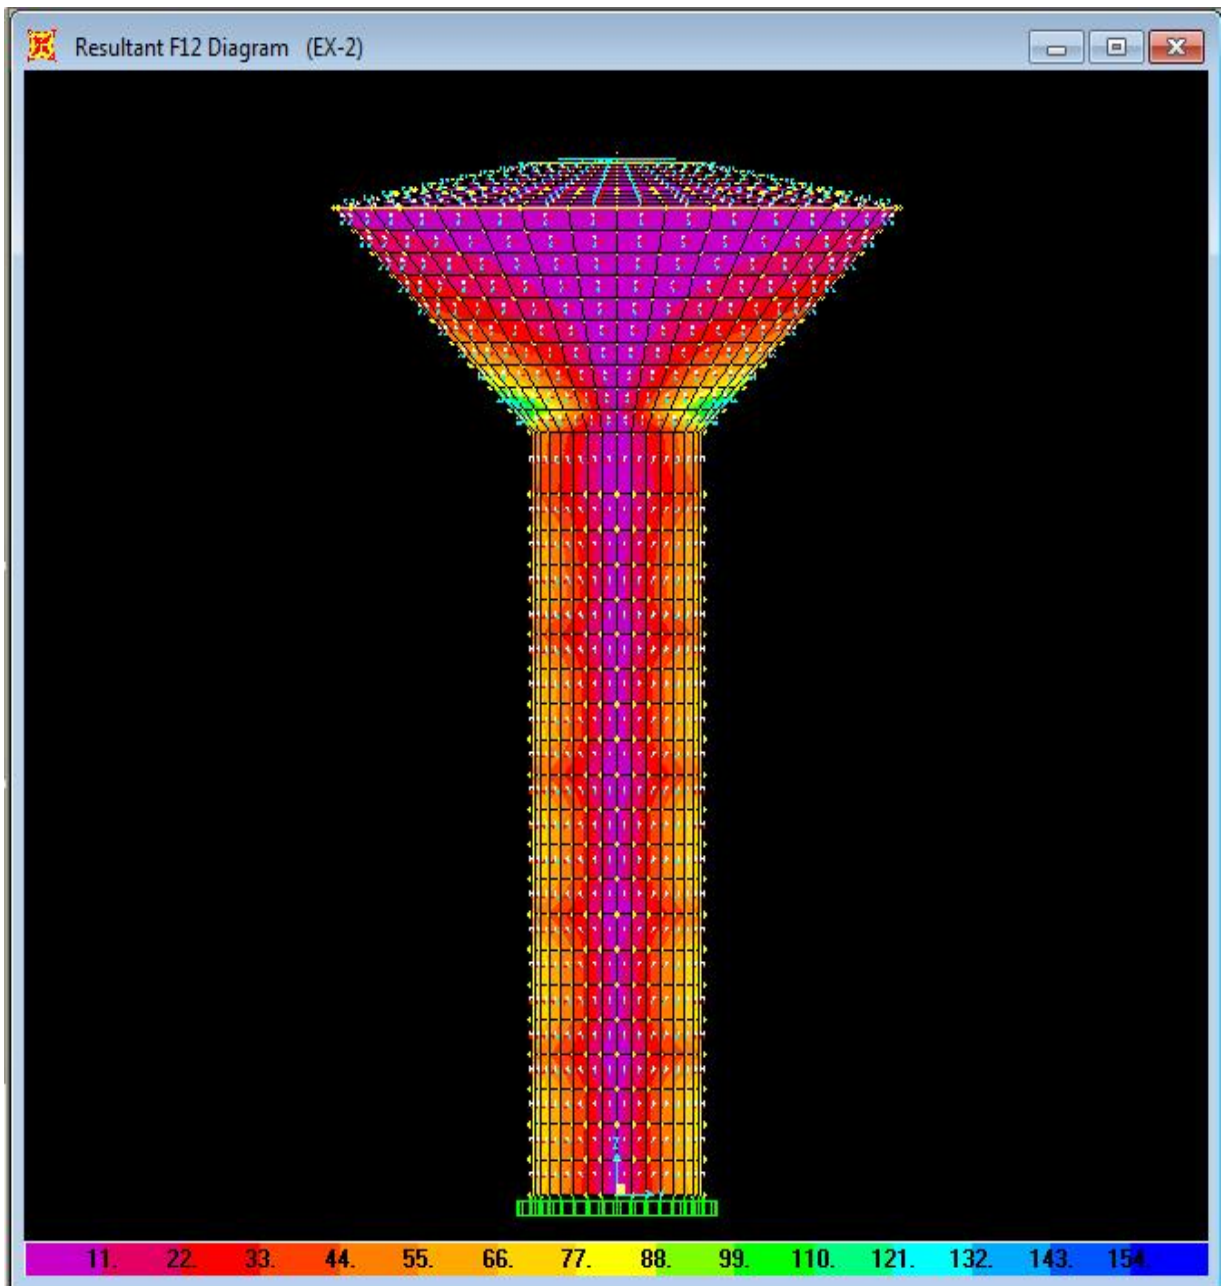 Resultant F12 Diagram (EX-2)
11. 22. 33. 44. 55. 66. 77. 88. 99. 110. 121. 132. 143. 154.